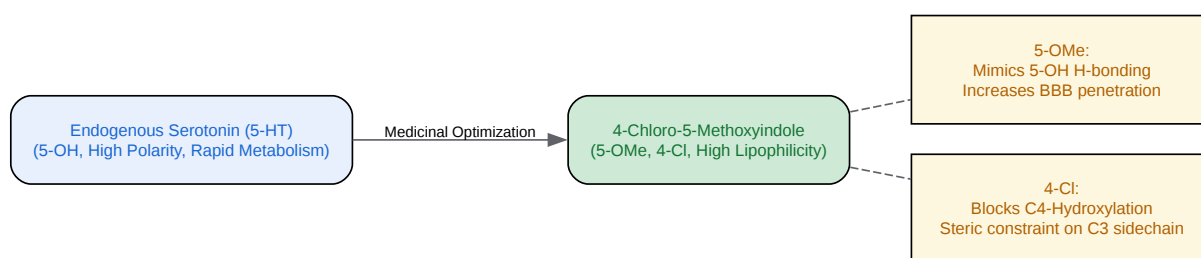 Endogenous Serotonin (5-HT)
(5-OH, High Polarity, Rapid Metabolism)
Medicinal Optimization
4-Chloro-5-Methoxyindole
(5-OMe, 4-Cl, High Lipophilicity)
5-OMe:
Mimics 5-OH H-bonding
Increases BBB penetration
4-Cl:
Blocks C4-Hydroxylation
Steric constraint on C3 sidechain